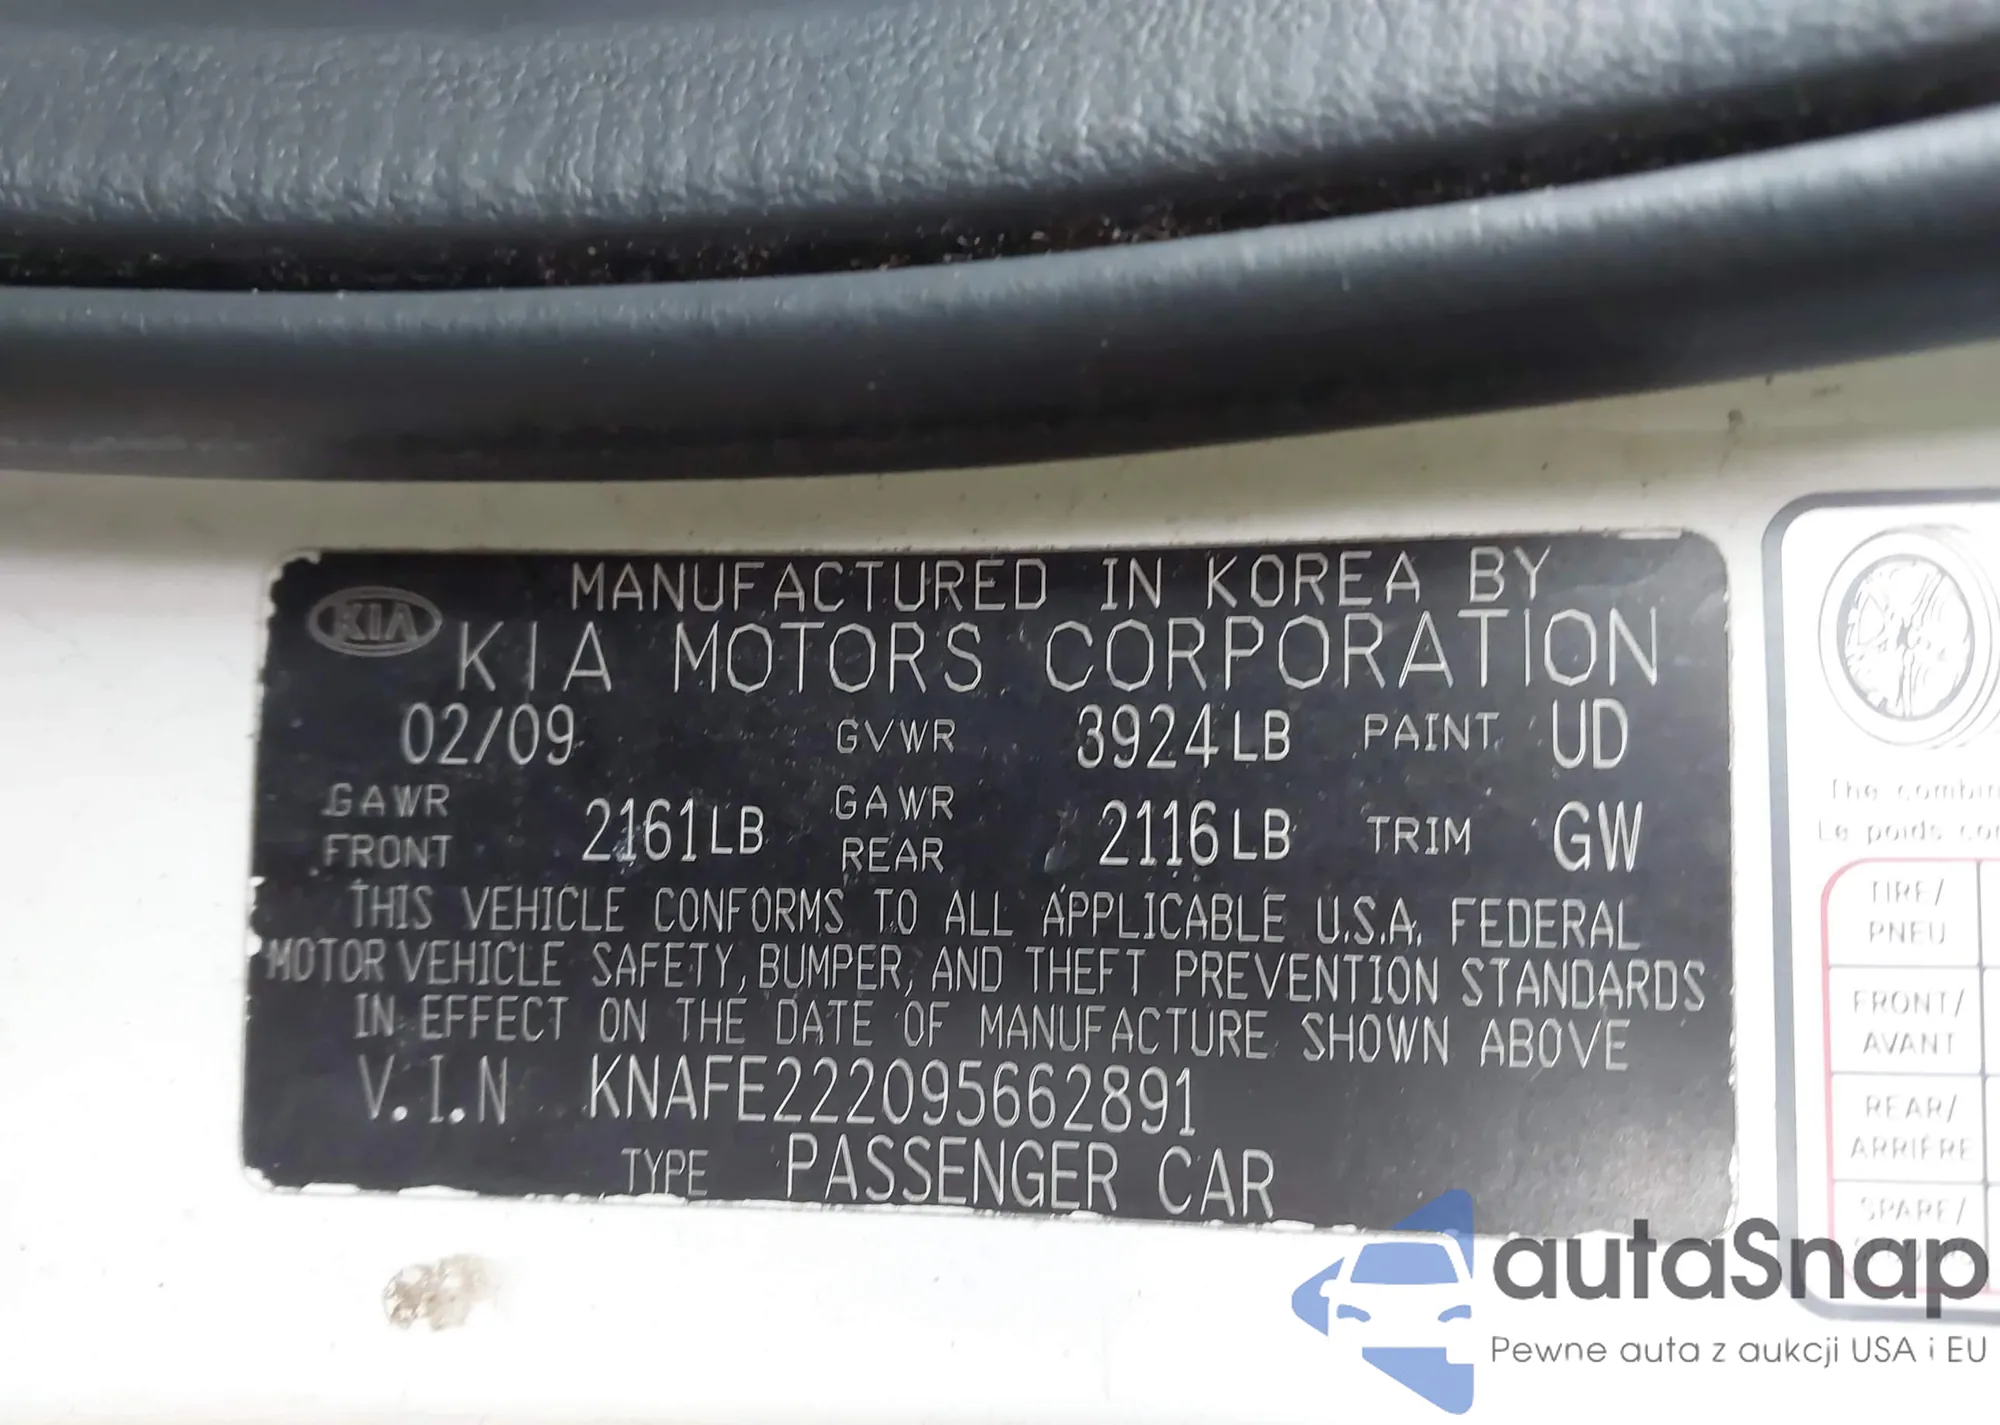 MANUFACTURED IN KOREA BY
KIA KIA MOTORS CORPORATION
02/09 GVWR 3924LB PAINT UD
GAWR FRONT 2161LB GAWR REAR 2116LB TRIM GW
THIS VEHICLE CONFORMS TO ALL APPLICABLE U.S.A. FEDERAL
MOTOR VEHICLE SAFETY, BUMPER, AND THEFT PREVENTION STANDARDS
IN EFFECT ON THE DATE OF MANUFACTURE SHOWN ABOVE
V.I.N KNAFE222095662891
TYPE PASSENGER CAR
The
Le poids
TIRE/
PNEU
FRONT/
AVANT
REAR/
ARRIÈRE
SPARE/
autaSnap
Pewne auta z aukcji USA i EU